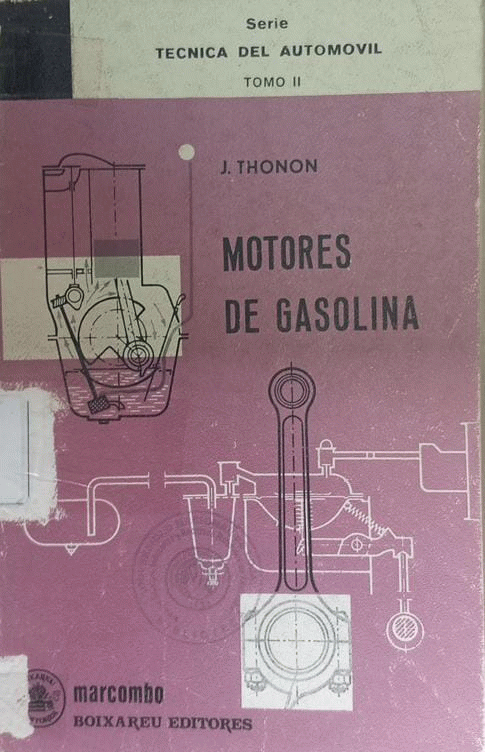 Serie
TECNICA DEL AUTOMOVIL
TOMO II
J. THONON
MOTORES
DE GASOLINA
marcombo
BOIXAREU EDITORES